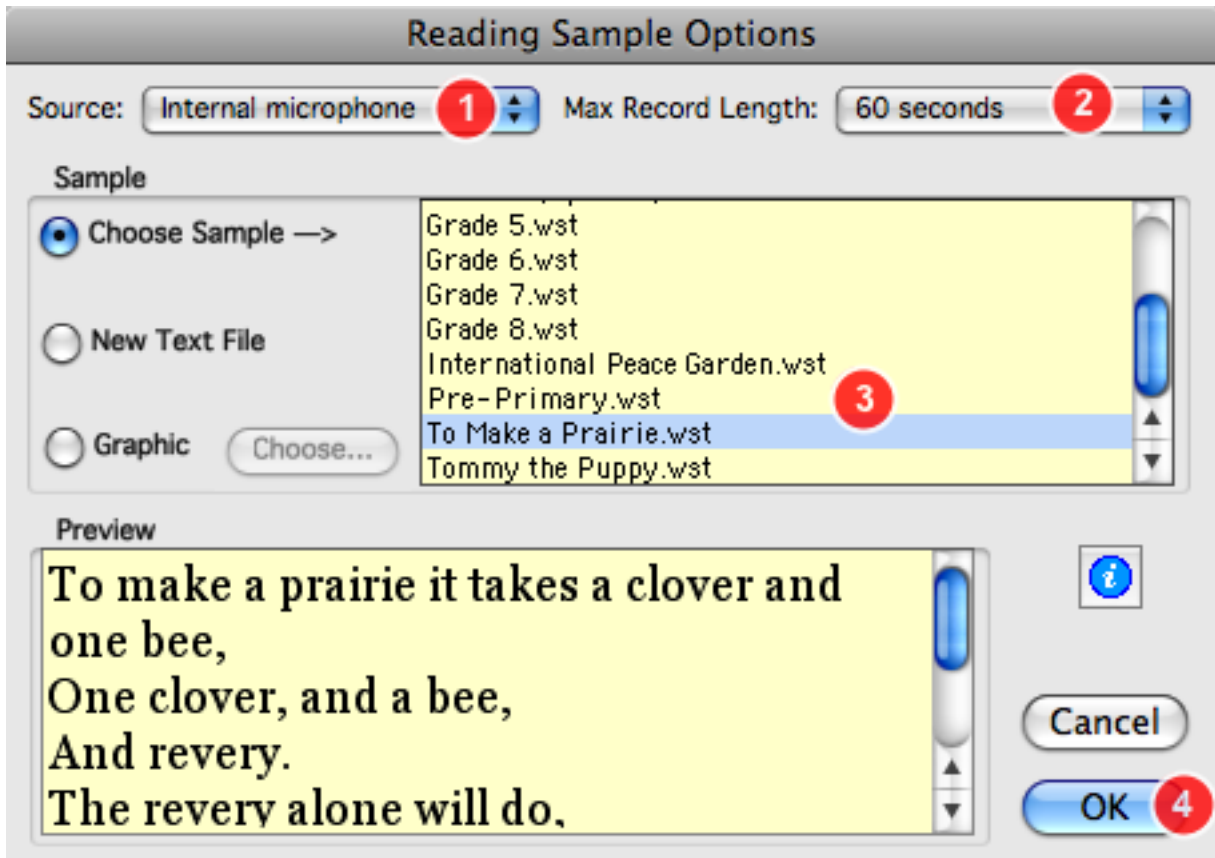 Reading Sample Options
Source: Internal microphone 1 Max Record Length: 60 seconds 2
Sample
Choose Sample —>
New Text File
Graphic Choose...
Grade 5.wst
Grade 6.wst
Grade 7.wst
Grade 8.wst
International Peace Garden.wst
Pre-Primary.wst 3
To Make a Prairie.wst
Tommy the Puppy.wst
Preview
To make a prairie it takes a clover and
one bee,
One clover, and a bee,
And revery.
The revery alone will do,
i
Cancel
OK 4